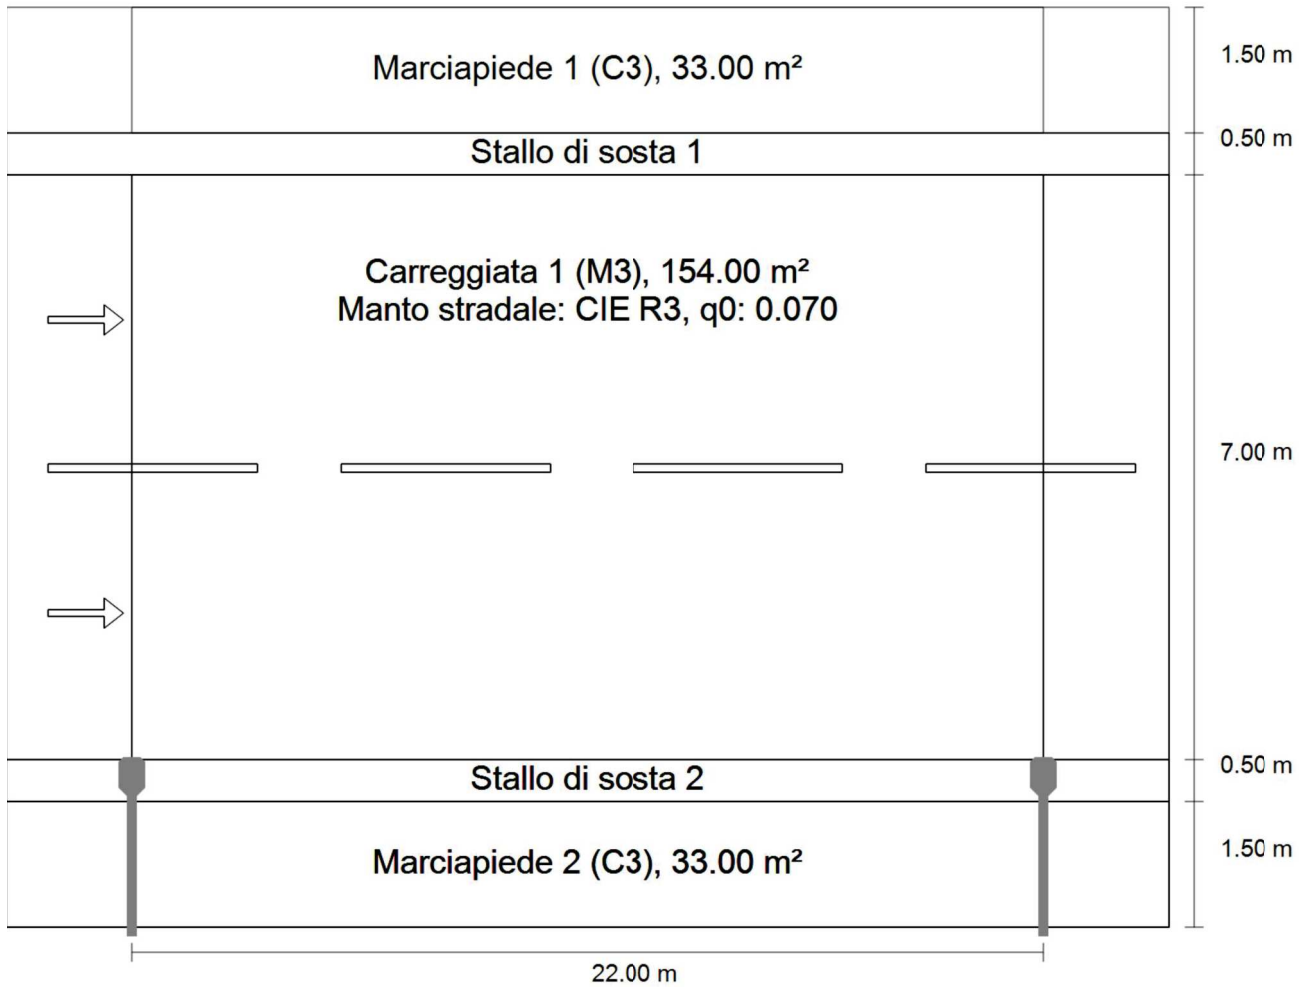 Marciapiede 1 (C3), 33.00 m²
1.50 m
Stallo di sosta 1
0.50 m
Carreggiata 1 (M3), 154.00 m²
Manto stradale: CIE R3, q0: 0.070
7.00 m
Stallo di sosta 2
0.50 m
Marciapiede 2 (C3), 33.00 m²
1.50 m
22.00 m